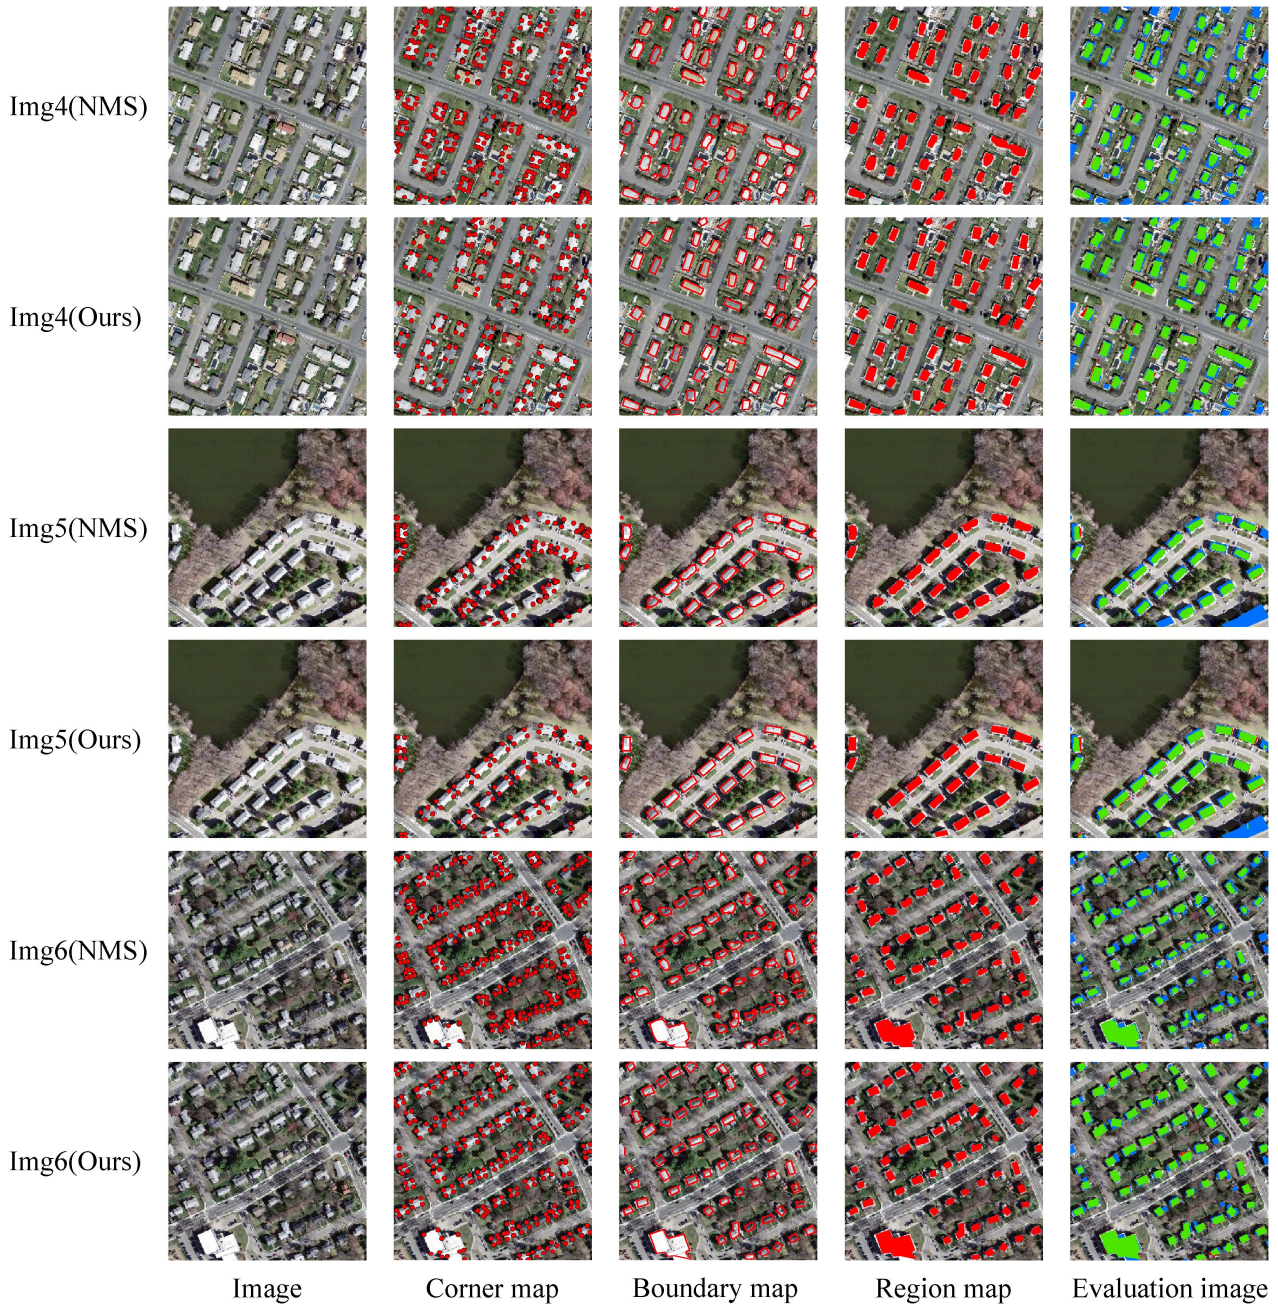 Img4(NMS)
Img4(Ours)
Img5(NMS)
Img5(Ours)
Img6(NMS)
Img6(Ours)
Image Corner map Boundary map Region map Evaluation image